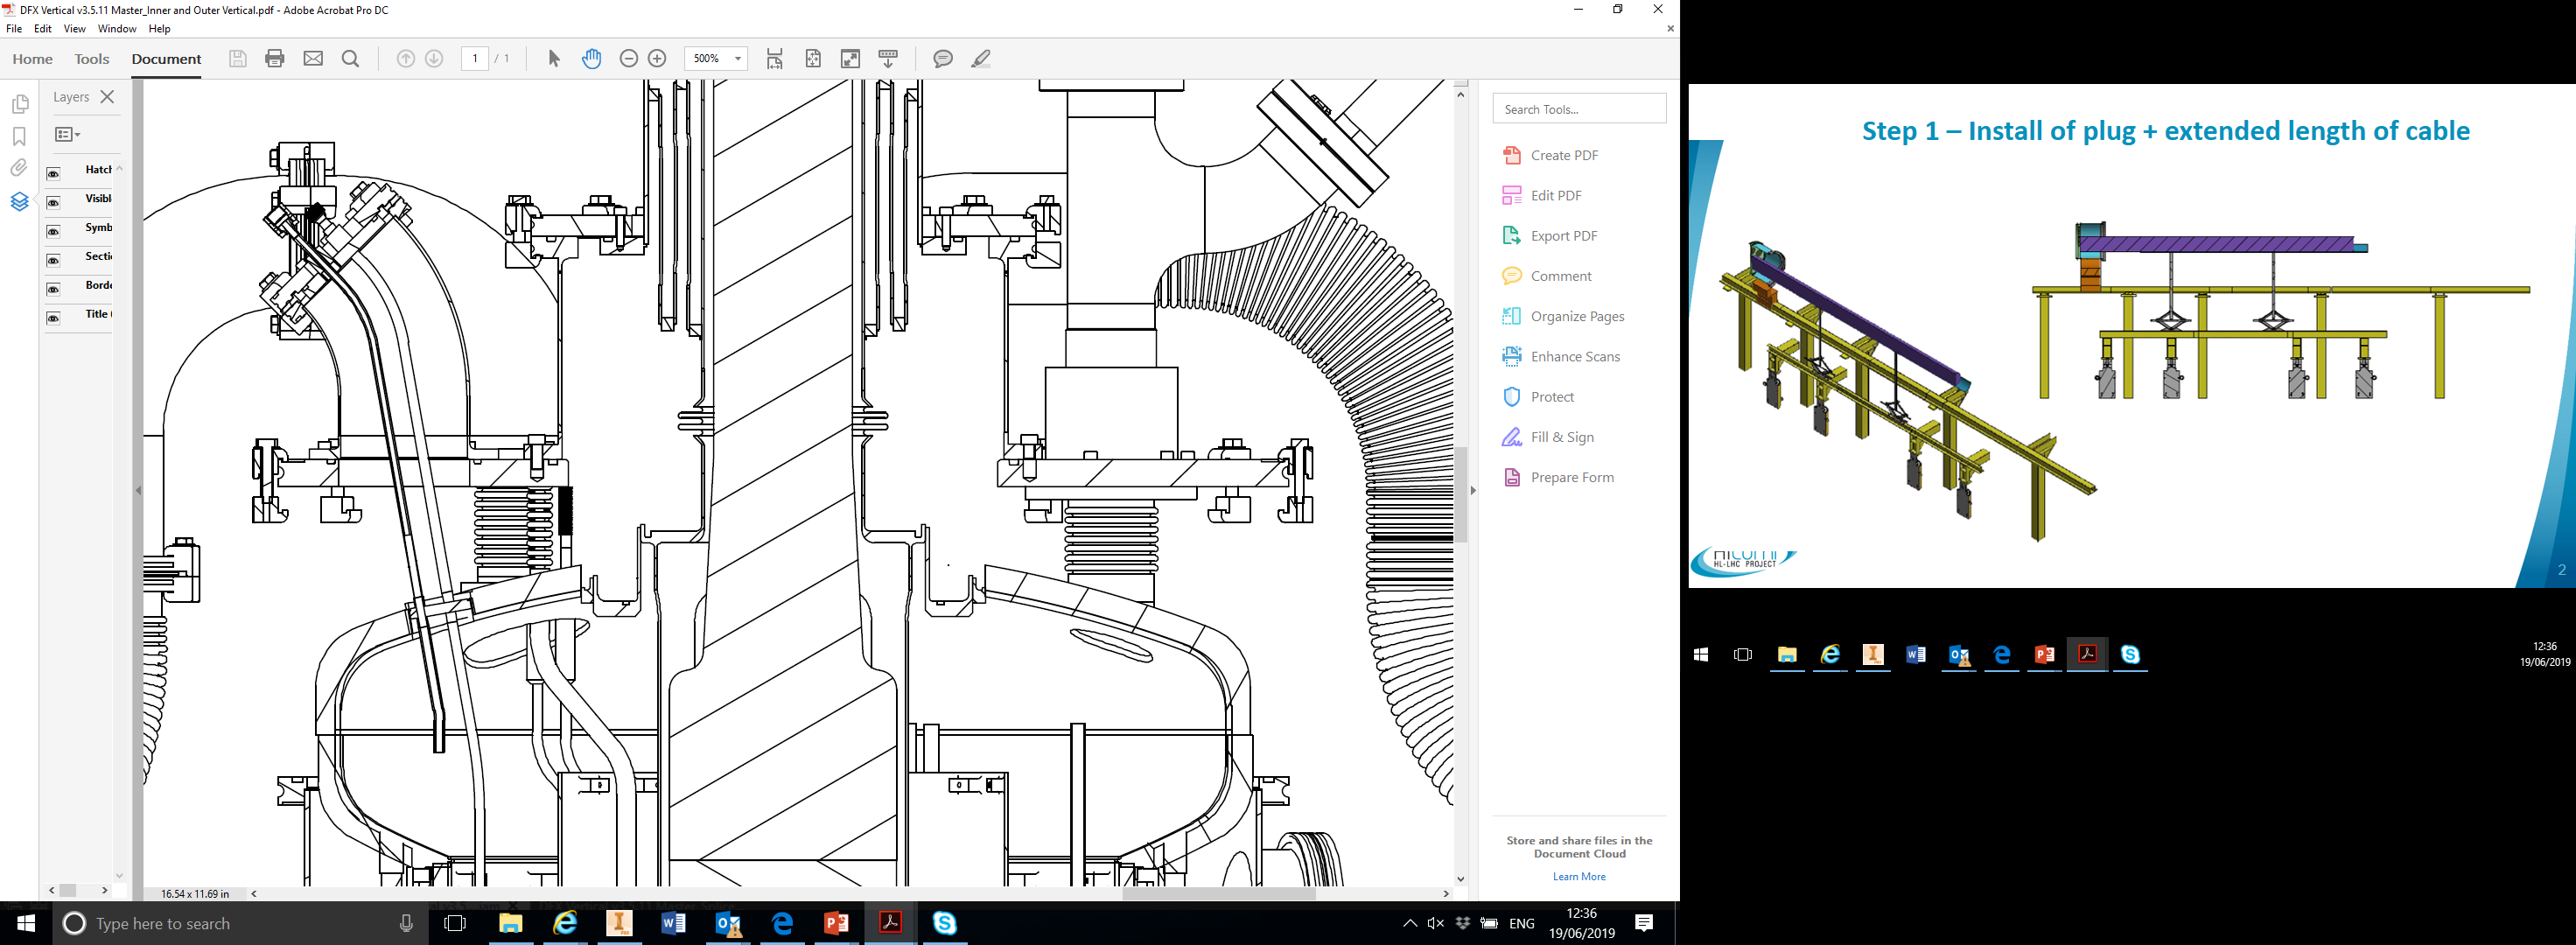 DFX Vertical v3.5.11 Master_Inner and Outer Vertical.pdf - Adobe Acrobat Pro DC
File Edit View Window Help
Home Tools Document 1 / 1 500%
Layers
Hatch
Visibl
Symb
Secti
Borde
Title
16.54 x 11.69 in
Search Tools...
Create PDF
Edit PDF
Export PDF
Comment
Organize Pages
Enhance Scans
Protect
Fill & Sign
Prepare Form
Store and share files in the
Document Cloud
Learn More
Type here to search
ENG
12:36
19/06/2019
Step 1 – Install of plug + extended length of cable
HL-LHC PROJECT
2
12:36
19/06/2019